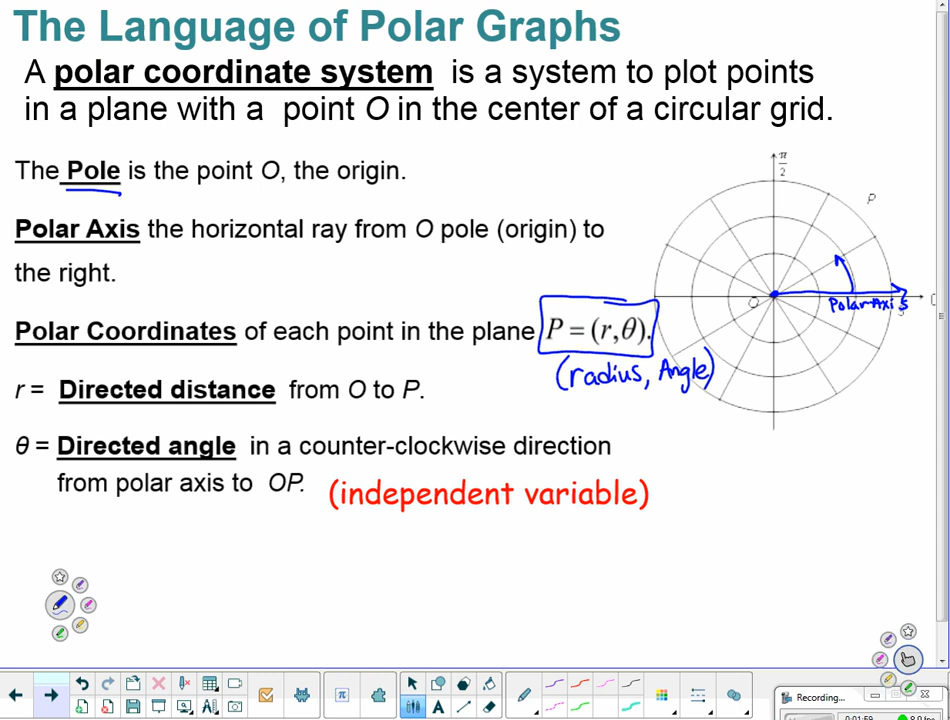 The Language of Polar Graphs
A polar coordinate system is a system to plot points
in a plane with a point O in the center of a circular grid.
The Pole is the point O, the origin.
Polar Axis the horizontal ray from O pole (origin) to
the right.
Polar Coordinates of each point in the plane P = (r,θ).
(radius, Angle)
r = Directed distance from O to P.
θ = Directed angle in a counter-clockwise direction
from polar axis to OP.
(independent variable)
π
2
P
O
Polar Axis
Recording...
01:59